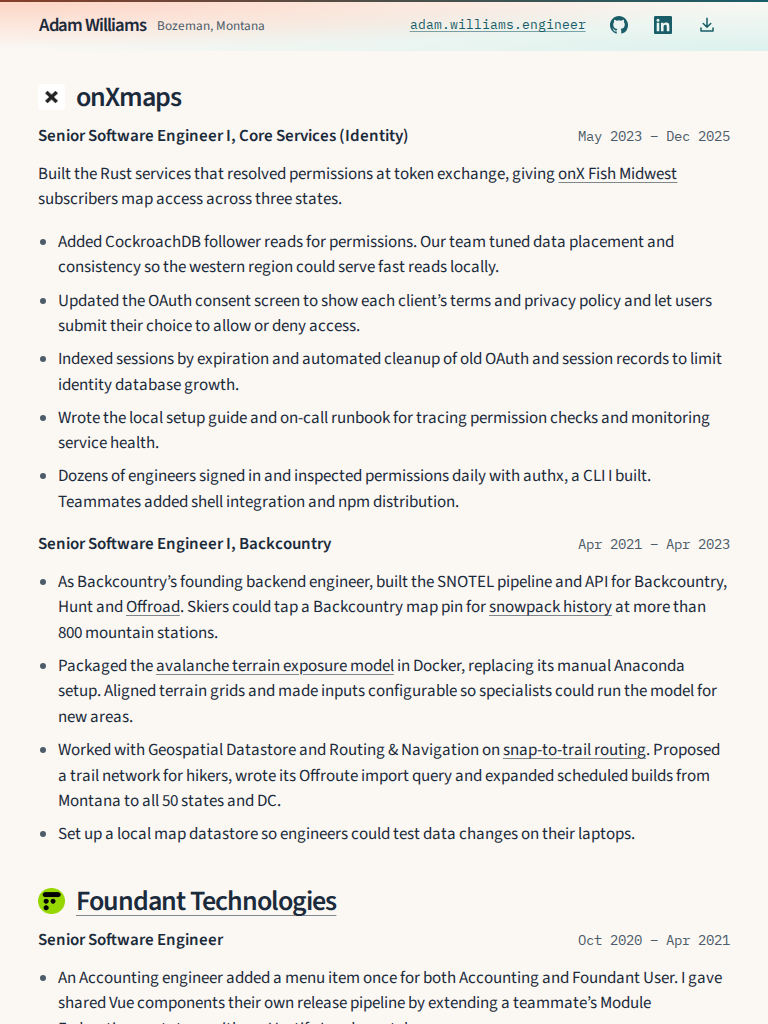 Adam Williams Bozeman, Montana adam.williams.engineer
onXmaps
Senior Software Engineer I, Core Services (Identity) May 2023 – Dec 2025
Built the Rust services that resolved permissions at token exchange, giving onX Fish Midwest
subscribers map access across three states.
Added CockroachDB follower reads for permissions. Our team tuned data placement and
consistency so the western region could serve fast reads locally.
Updated the OAuth consent screen to show each client’s terms and privacy policy and let users
submit their choice to allow or deny access.
Indexed sessions by expiration and automated cleanup of old OAuth and session records to limit
identity database growth.
Wrote the local setup guide and on-call runbook for tracing permission checks and monitoring
service health.
Dozens of engineers signed in and inspected permissions daily with authx, a CLI I built.
Teammates added shell integration and npm distribution.
Senior Software Engineer I, Backcountry Apr 2021 – Apr 2023
As Backcountry’s founding backend engineer, built the SNOTEL pipeline and API for Backcountry,
Hunt and Offroad. Skiers could tap a Backcountry map pin for snowpack history at more than
800 mountain stations.
Packaged the avalanche terrain exposure model in Docker, replacing its manual Anaconda
setup. Aligned terrain grids and made inputs configurable so specialists could run the model for
new areas.
Worked with Geospatial Datastore and Routing & Navigation on snap-to-trail routing. Proposed
a trail network for hikers, wrote its Offroute import query and expanded scheduled builds from
Montana to all 50 states and DC.
Set up a local map datastore so engineers could test data changes on their laptops.
Foundant Technologies
Senior Software Engineer Oct 2020 – Apr 2021
An Accounting engineer added a menu item once for both Accounting and Foundant User. I gave
shared Vue components their own release pipeline by extending a teammate’s Module